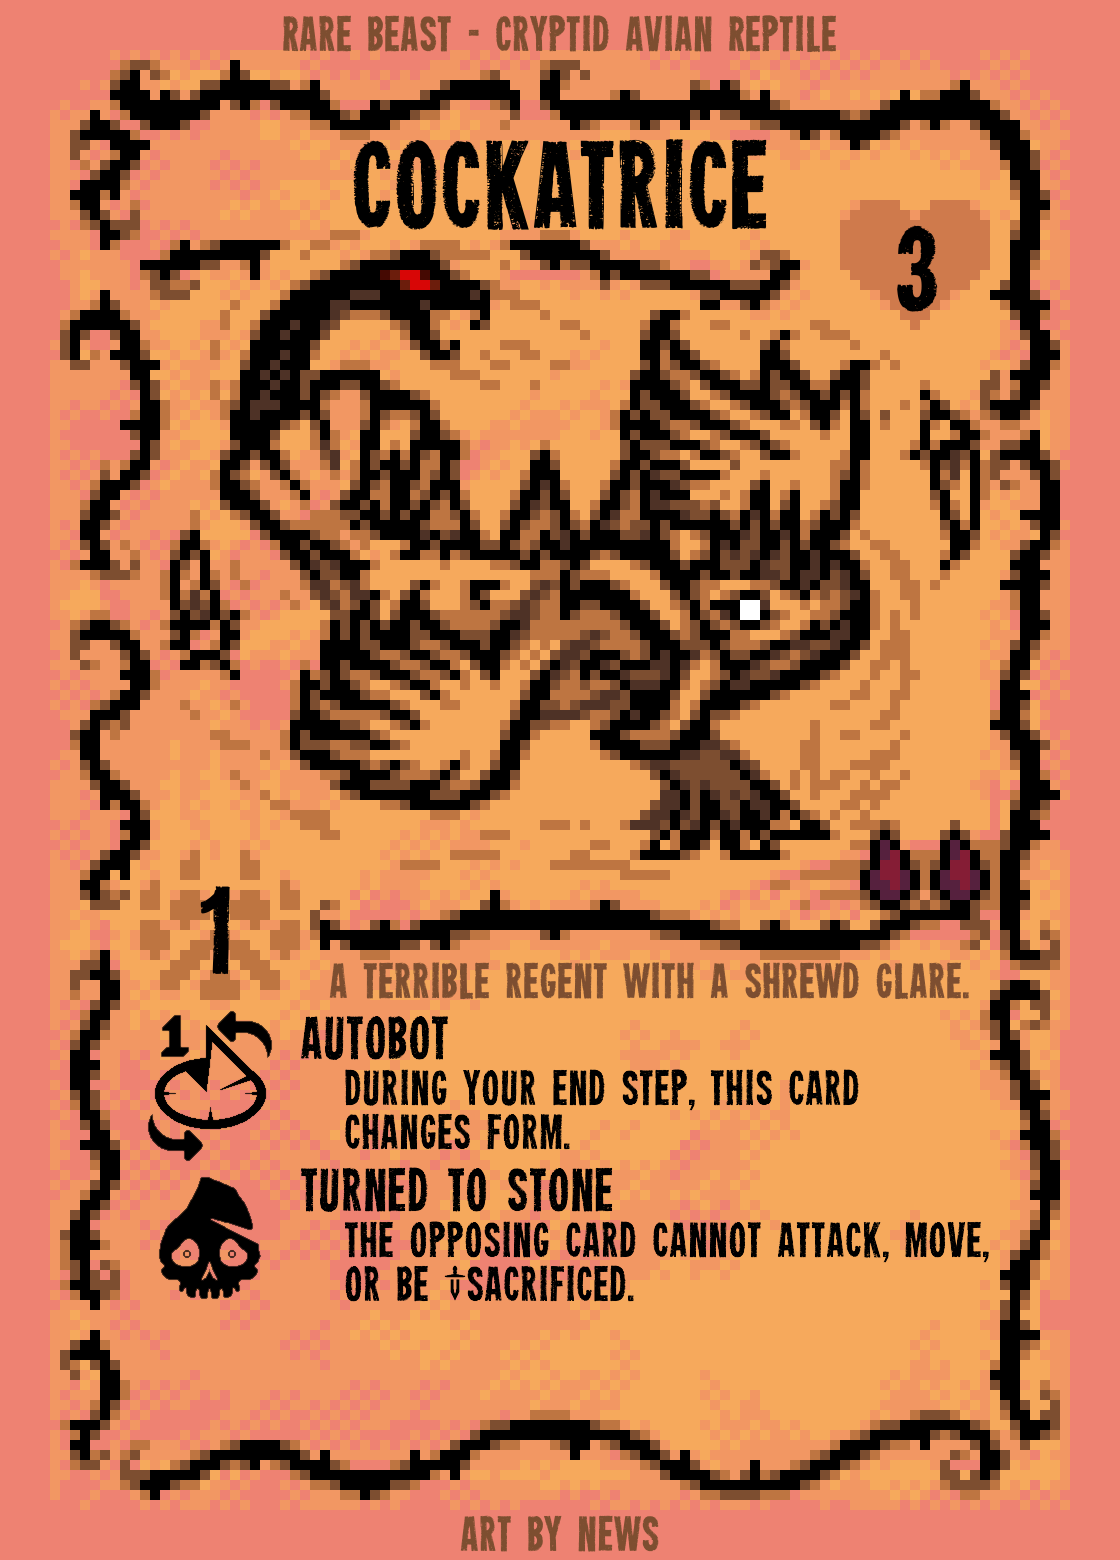 RARE BEAST - CRYPTID AVIAN REPTILE
COCKATRICE
3
1
A TERRIBLE REGENT WITH A SHREWD GLARE.
1
AUTOBOT
DURING YOUR END STEP, THIS CARD
CHANGES FORM.
TURNED TO STONE
THE OPPOSING CARD CANNOT ATTACK, MOVE,
OR BE SACRIFICED.
ART BY NEWS